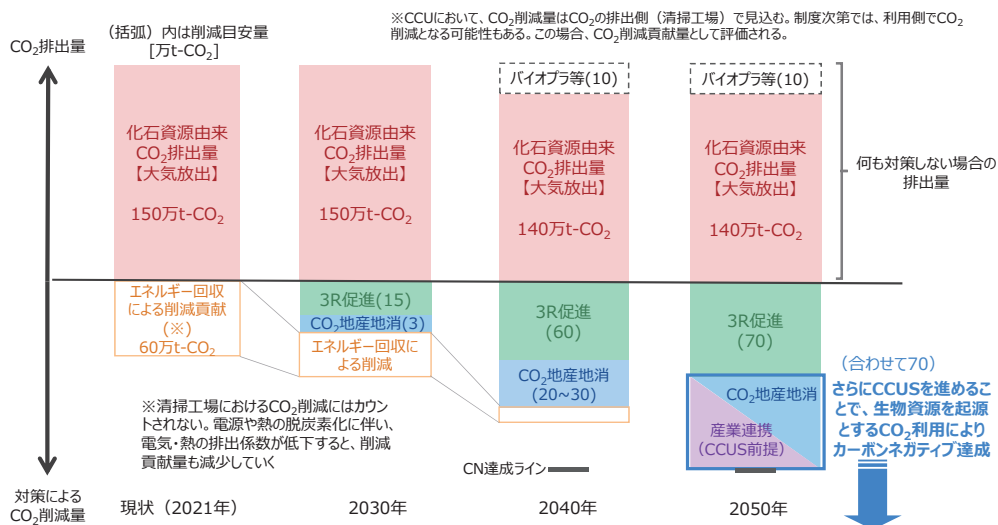 ※CCUにおいて、CO₂削減量はCO₂の排出側（清掃工場）で見込む。制度次第では、利用側でCO₂
削減となる可能性もある。この場合、CO₂削減貢献量として評価される。
（括弧）内は削減目安量
[万t-CO₂]
CO₂排出量
化石資源由来
CO₂排出量
【大気放出】
150万t-CO₂
化石資源由来
CO₂排出量
【大気放出】
150万t-CO₂
バイオプラ等(10)
化石資源由来
CO₂排出量
【大気放出】
140万t-CO₂
バイオプラ等(10)
化石資源由来
CO₂排出量
【大気放出】
140万t-CO₂
何も対策しない場合の
排出量
エネルギー回収
による削減貢献
(※)
60万t-CO₂
3R促進(15)
CO₂地産地消(3)
エネルギー回収
による削減
3R促進
(60)
CO₂地産地消
(20~30)
3R促進
(70)
CO₂地産地消
産業連携
(CCUS前提)
（合わせて70）
さらにCCUSを進めるこ
とで、生物資源を起源
とするCO₂利用により
カーボンネガティブ達成
※清掃工場におけるCO₂削減にはカウン
トされない。電源や熱の脱炭素化に伴い、
電気・熱の排出係数が低下すると、削減
貢献量も減少していく
CN達成ライン
対策による
CO₂削減量
現状（2021年）
2030年
2040年
2050年